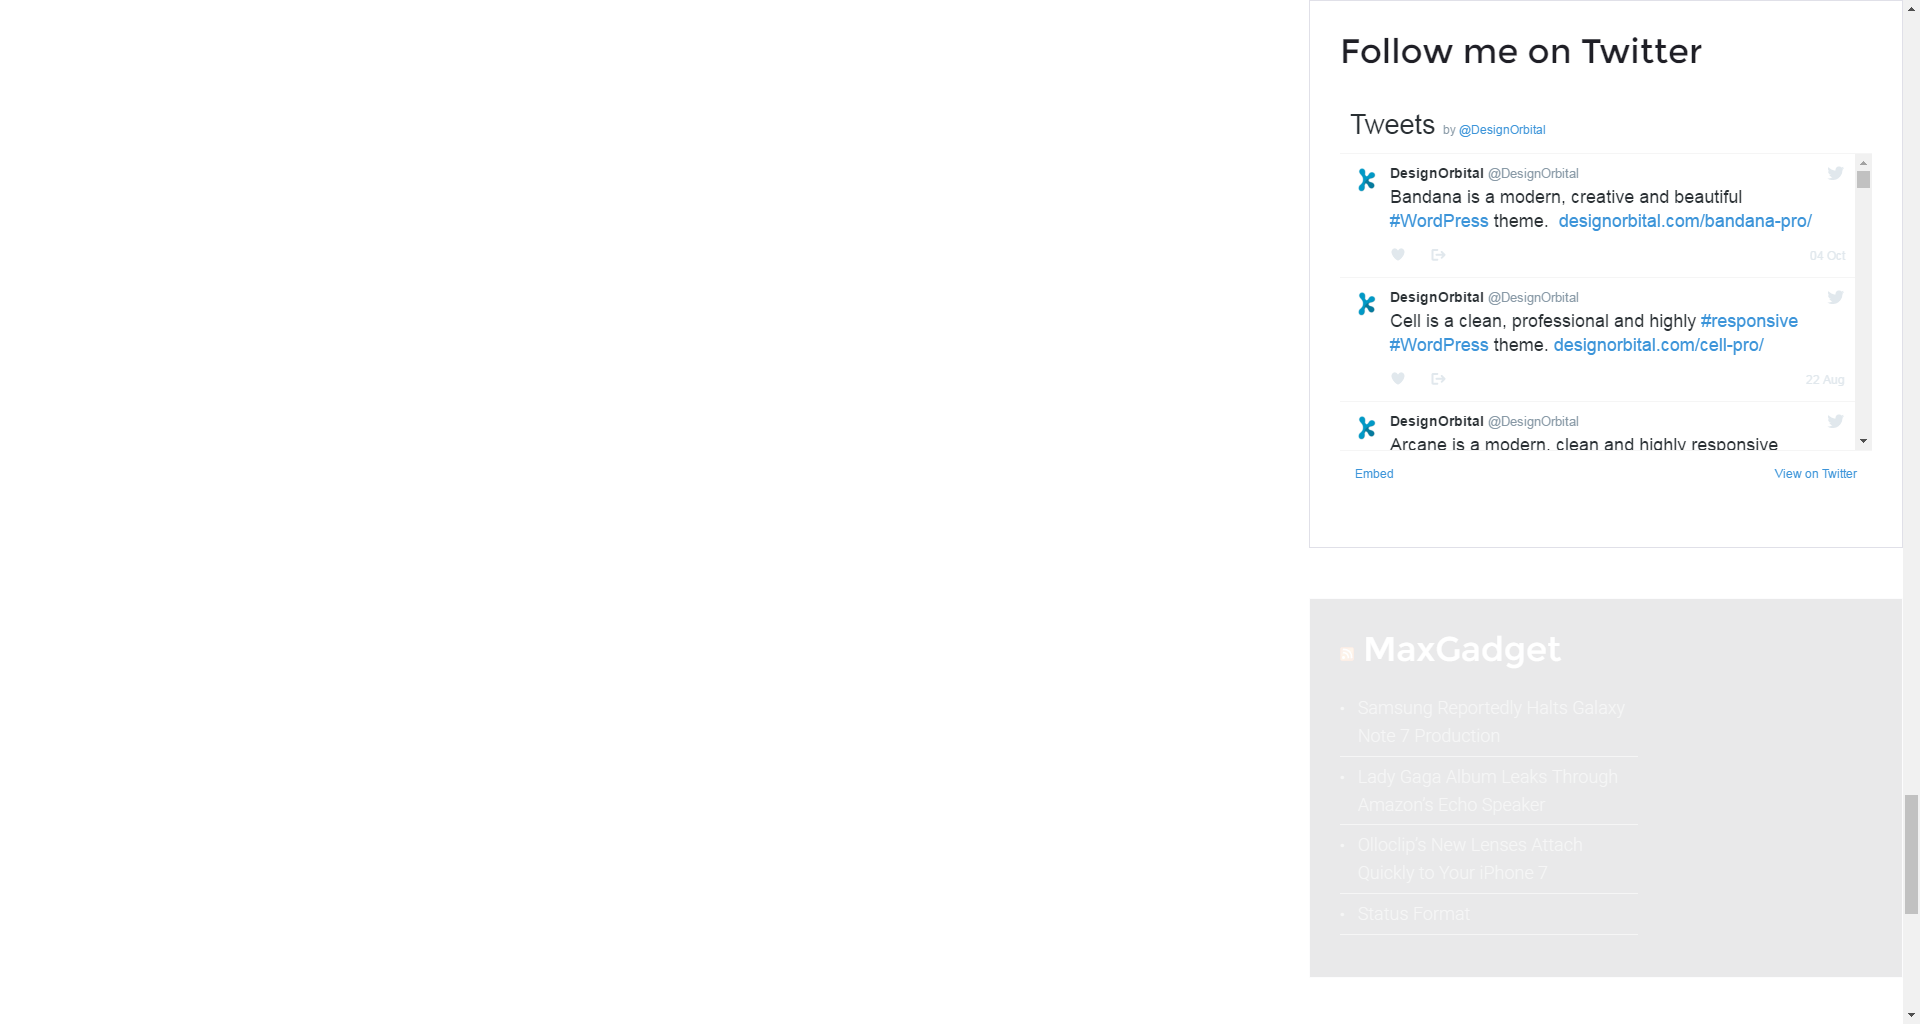 Follow me on Twitter
Tweets by @DesignOrbital
DesignOrbital @DesignOrbital
Bandana is a modern, creative and beautiful
#WordPress theme. designorbital.com/bandana-pro/
04 Oct
DesignOrbital @DesignOrbital
Cell is a clean, professional and highly #responsive
#WordPress theme. designorbital.com/cell-pro/
22 Aug
DesignOrbital @DesignOrbital
Arcane is a modern, clean and highly responsive
Embed
View on Twitter
MaxGadget
• Samsung Reportedly Halts Galaxy
Note 7 Production
• Lady Gaga Album Leaks Through
Amazon's Echo Speaker
• Olloclip's New Lenses Attach
Quickly to Your iPhone 7
• Status Format